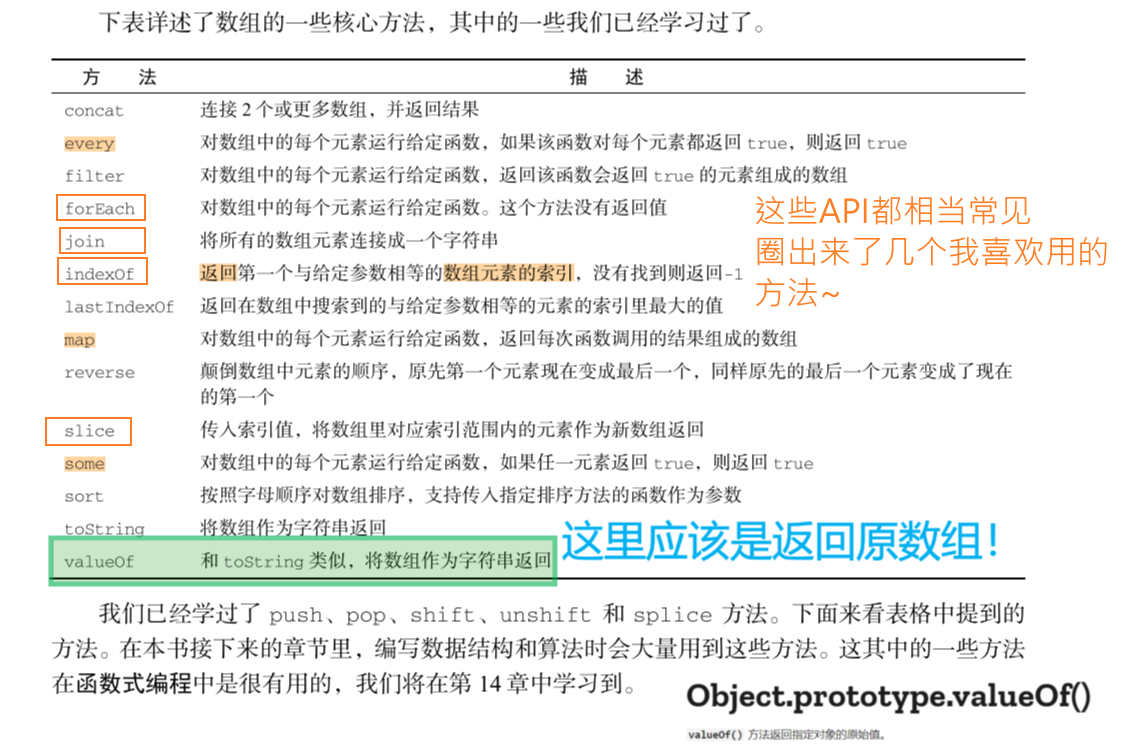 下表详述了数组的一些核心方法，其中的一些我们已经学习过了。
方 法 描 述
concat 连接 2 个或更多数组，并返回结果
every 对数组中的每个元素运行给定函数，如果该函数对每个元素都返回 true，则返回 true
filter 对数组中的每个元素运行给定函数，返回该函数会返回 true 的元素组成的数组
forEach 对数组中的每个元素运行给定函数。这个方法没有返回值
join 将所有的数组元素连接成一个字符串
indexOf 返回第一个与给定参数相等的数组元素的索引，没有找到则返回-1
这些API都相当常见
圈出来了几个我喜欢用的
方法~
lastIndexOf 返回在数组中搜索到的与给定参数相等的元素的索引里最大的值
map 对数组中的每个元素运行给定函数，返回每次函数调用的结果组成的数组
reverse 颠倒数组中元素的顺序，原先第一个元素现在变成最后一个，同样原先的最后一个元素变成了现在
的第一个
slice 传入索引值，将数组里对应索引范围内的元素作为新数组返回
some 对数组中的每个元素运行给定函数，如果任一元素返回 true，则返回 true
sort 按照字母顺序对数组排序，支持传入指定排序方法的函数作为参数
toString 将数组作为字符串返回
valueOf 和 toString 类似，将数组作为字符串返回
这里应该是返回原数组！
我们已经学过了 push、pop、shift、unshift 和 splice 方法。下面来看表格中提到的
方法。在本书接下来的章节里，编写数据结构和算法时会大量用到这些方法。这其中的一些方法
在函数式编程中是很有用的，我们将在第 14 章中学习到。
Object.prototype.valueOf()
valueOf() 方法返回指定对象的原始值。